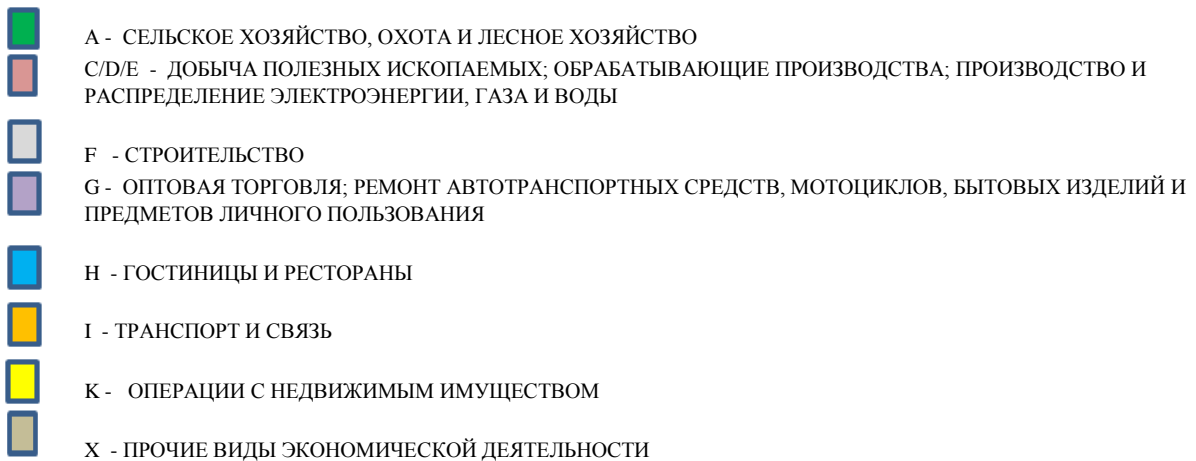 A - СЕЛЬСКОЕ ХОЗЯЙСТВО, ОХОТА И ЛЕСНОЕ ХОЗЯЙСТВО
C/D/E - ДОБЫЧА ПОЛЕЗНЫХ ИСКОПАЕМЫХ; ОБРАБАТЫВАЮЩИЕ ПРОИЗВОДСТВА; ПРОИЗВОДСТВО И
РАСПРЕДЕЛЕНИЕ ЭЛЕКТРОЭНЕРГИИ, ГАЗА И ВОДЫ
F - СТРОИТЕЛЬСТВО
G - ОПТОВАЯ ТОРГОВЛЯ; РЕМОНТ АВТОТРАНСПОРТНЫХ СРЕДСТВ, МОТОЦИКЛОВ, БЫТОВЫХ ИЗДЕЛИЙ И
ПРЕДМЕТОВ ЛИЧНОГО ПОЛЬЗОВАНИЯ
H - ГОСТИНИЦЫ И РЕСТОРАНЫ
I - ТРАНСПОРТ И СВЯЗЬ
K - ОПЕРАЦИИ С НЕДВИЖИМЫМ ИМУЩЕСТВОМ
X - ПРОЧИЕ ВИДЫ ЭКОНОМИЧЕСКОЙ ДЕЯТЕЛЬНОСТИ